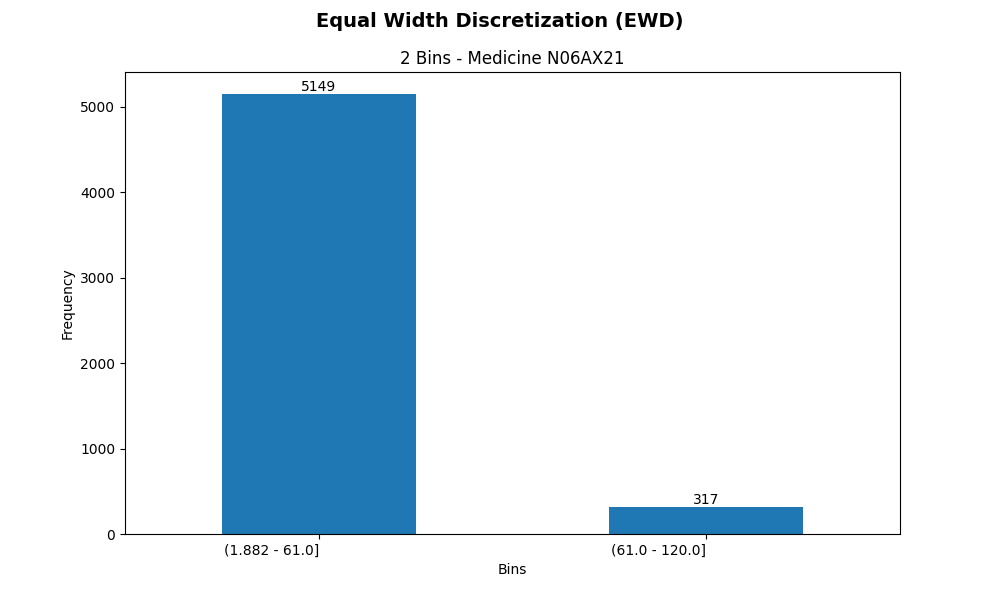 Equal Width Discretization (EWD)
2 Bins - Medicine N06AX21
5149
317
5000
4000
3000
2000
1000
0
Frequency
(1.882 - 61.0]
(61.0 - 120.0]
Bins